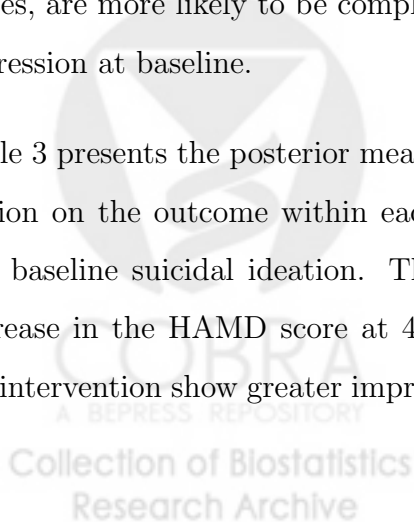 es, are more likely to be compl
ression at baseline.
le 3 presents the posterior mea
ion on the outcome within eac
baseline suicidal ideation. Th
rease in the HAMD score at 4
intervention show greater impr
COBRA
A BEPRESS REPOSITORY
Collection of Biostatistics
Research Archive